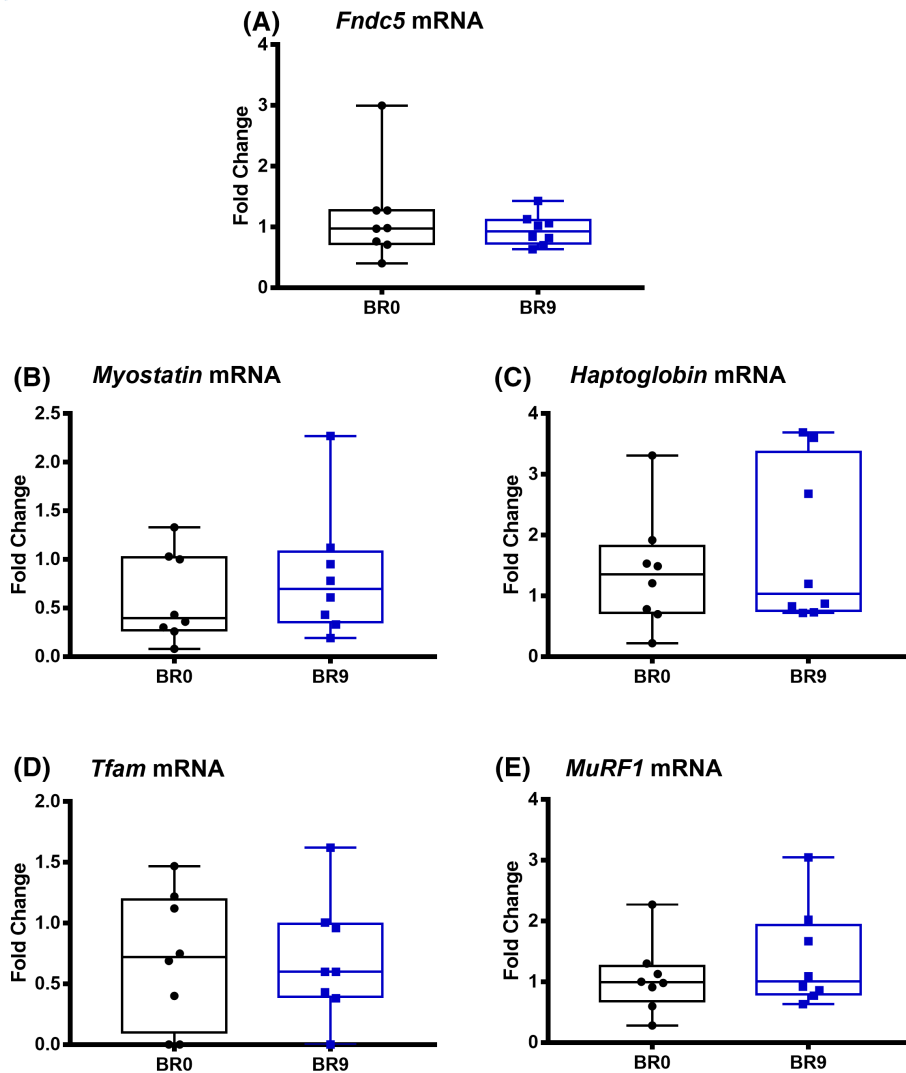 (A) Fndc5 mRNA
4
3
2
1
0
Fold Change
BR0 BR9
(B) Myostatin mRNA
2.5
2.0
1.5
1.0
0.5
0.0
Fold Change
BR0 BR9
(C) Haptoglobin mRNA
4
3
2
1
0
Fold Change
BR0 BR9
(D) Tfam mRNA
2.0
1.5
1.0
0.5
0.0
Fold Change
BR0 BR9
(E) MuRF1 mRNA
4
3
2
1
0
Fold Change
BR0 BR9